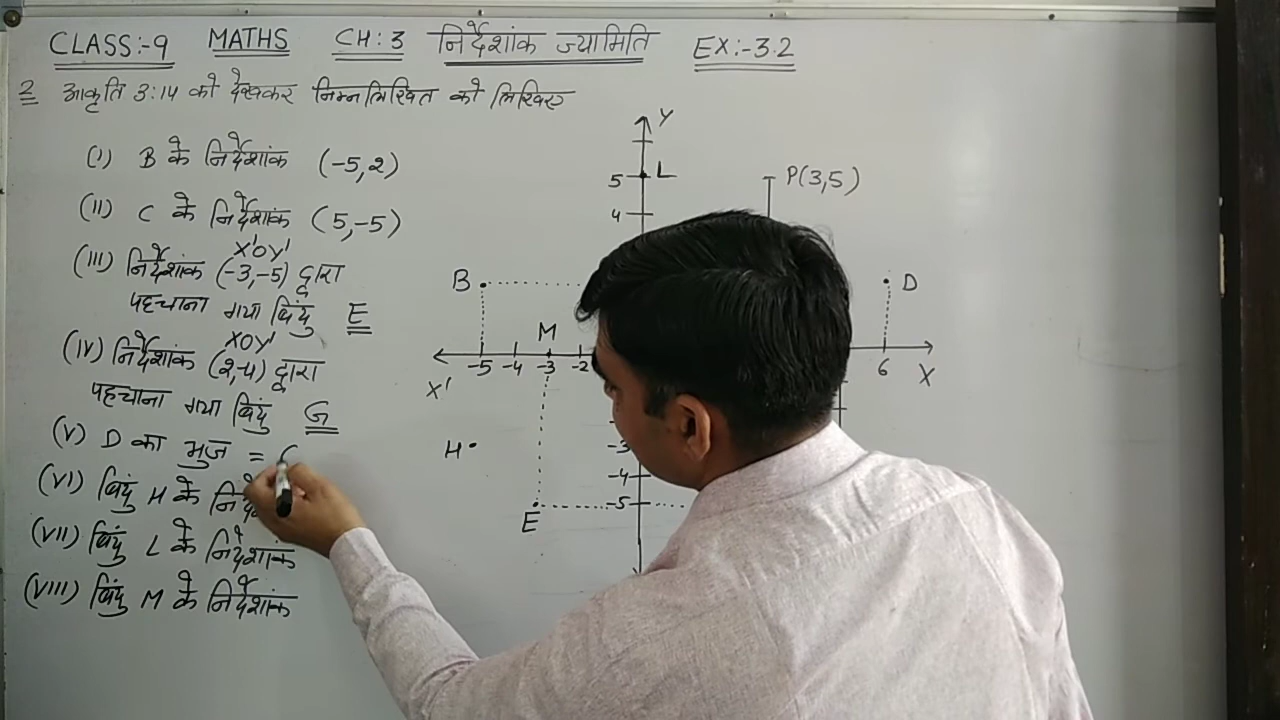 CLASS:-9 MATHS CH:3 निर्देशांक ज्यामिति EX:-3.2
2 आकृति 3:14 को देखकर निम्नलिखित को लिखिए
(i) B के निर्देशांक (-5,2)
(ii) C के निर्देशांक (5,-5)
X'OY'
(iii) निर्देशांक (-3,-5) द्वारा
पहचाना गया बिंदु E
XOY'
(iv) निर्देशांक (2,-4) द्वारा
पहचाना गया बिंदु G
(v) D का भुज =
(vi) बिंदु H के
(vii) बिंदु L के निर्देशांक
(viii) बिंदु M के निर्देशांक
Y
5 L P(3,5)
4
B D
M
-5 -4 -3 -2 6
X' X
H -3
-4
-5
E